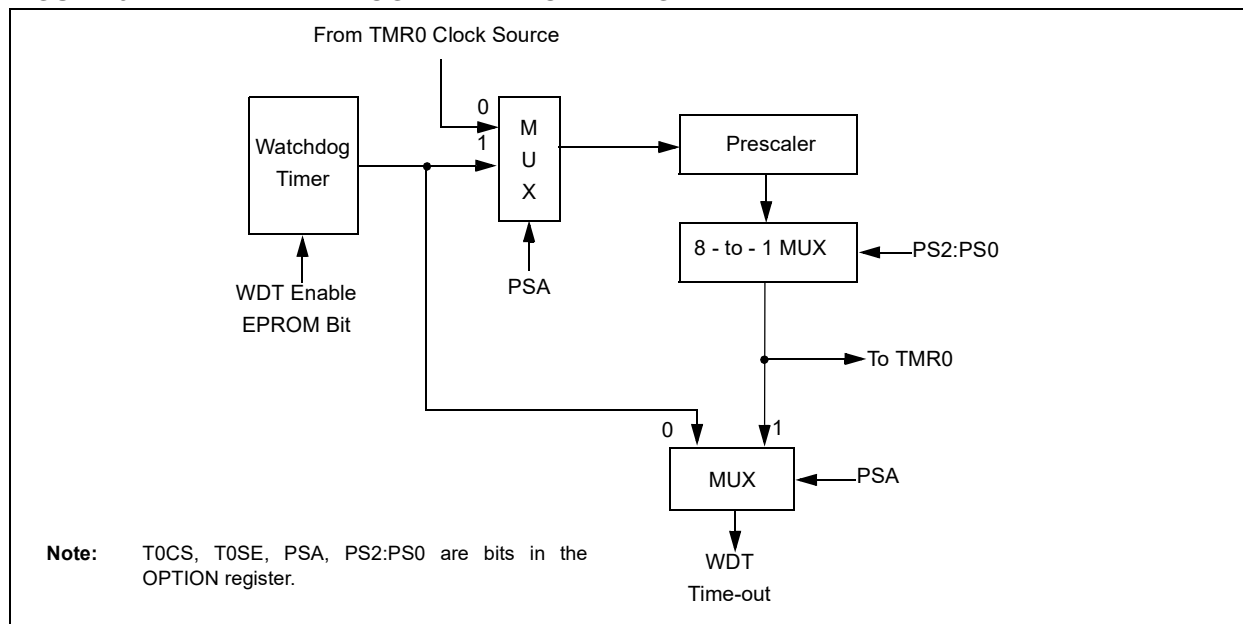 From TMR0 Clock Source
0
1
M
U
X
Watchdog
Timer
Prescaler
8 - to - 1 MUX
PS2:PS0
PSA
WDT Enable
EPROM Bit
To TMR0
0
1
MUX
PSA
WDT
Time-out
Note: T0CS, T0SE, PSA, PS2:PS0 are bits in the
OPTION register.